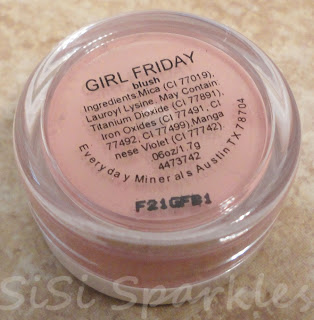 GIRL FRIDAY
blush
Ingredients:Mica (CI 77019),
Lauroyl Lysine. May Contain:
Titanium Dioxide (CI 77891),
Iron Oxides (CI 77491, CI
77492, CI 77499),Manga
nese Violet (CI 77742)
.06oz/1.7g
Everyday Minerals Austin TX 78704
4473742
F21GFB1
SiSi Sparkles